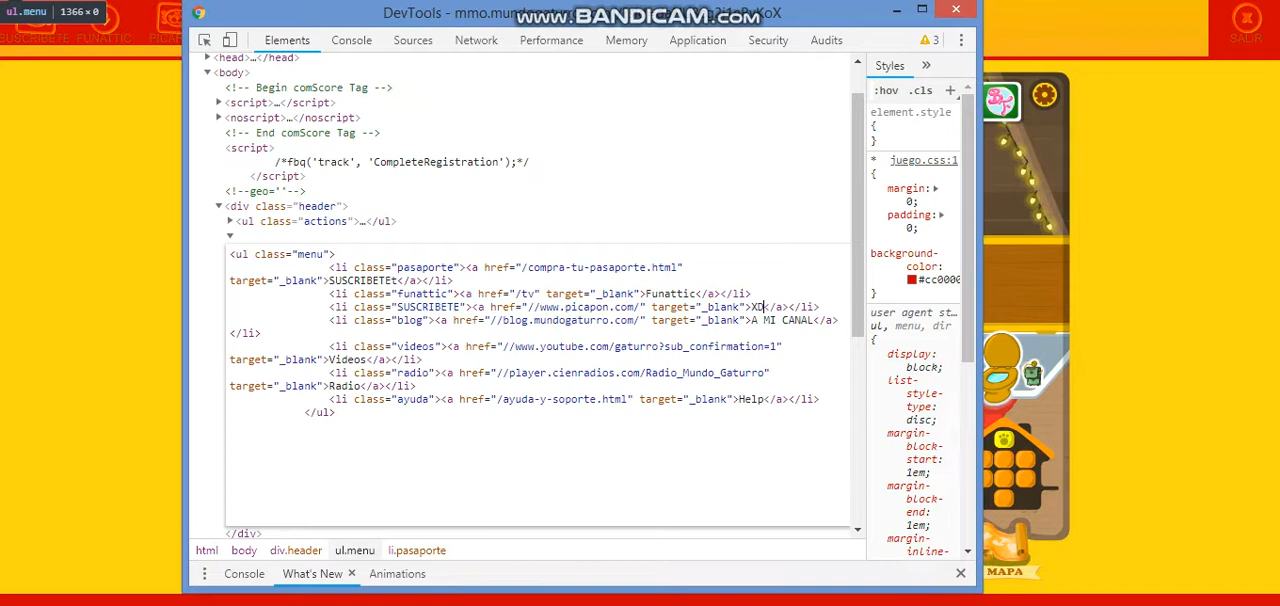 ul.menu 1366×0
DevTools - mmo.mundoga
www.BANDICAM.com
SUSCRIBETE FUNATTIC
SALIR
Elements Console Sources Network Performance Memory Application Security Audits 3
<head>…</head>
<body>
<!-- Begin comScore Tag -->
<script>…</script>
<noscript>…</noscript>
<!-- End comScore Tag -->
<script>
/*fbq('track', 'CompleteRegistration');*/
</script>
<!--geo=''-->
<div class="header">
<ul class="actions">…</ul>
<ul class="menu">
<li class="pasaporte"><a href="/compra-tu-pasaporte.html"
target="_blank">SUSCRIBETEt</a></li>
<li class="funattic"><a href="/tv" target="_blank">Funattic</a></li>
<li class="SUSCRIBETE"><a href="//www.picapon.com/" target="_blank">XD</a></li>
<li class="blog"><a href="//blog.mundogaturro.com/" target="_blank">A MI CANAL</a>
</li>
<li class="videos"><a href="//www.youtube.com/gaturro?sub_confirmation=1"
target="_blank">Videos</a></li>
<li class="radio"><a href="//player.cienradios.com/Radio_Mundo_Gaturro"
target="_blank">Radio</a></li>
<li class="ayuda"><a href="/ayuda-y-soporte.html" target="_blank">Help</a></li>
</ul>
</div>
html body div.header ul.menu li.pasaporte
Console What's New × Animations
Styles »
:hov .cls +
element.style
{
}
* juego.css:1
{
margin:
0;
padding:
0;
background-
color:
#cc0000
}
user agent st…
ul, menu, dir
{
display:
block;
list-
style-
type:
disc;
margin-
block-
start:
1em;
margin-
block-
end:
1em;
margin-
inline-
MAPA